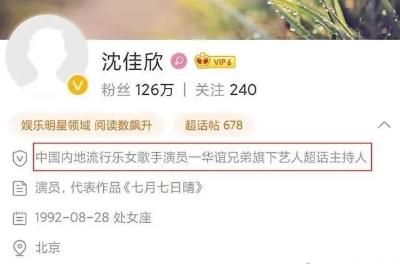 沈佳欣 VIP 6
粉丝 126万 | 关注 240
娱乐明星领域 阅读数飙升 超话帖 678
中国内地流行乐女歌手演员一华谊兄弟旗下艺人超话主持人
演员,代表作品《七月七日晴》
1992-08-28 处女座
北京